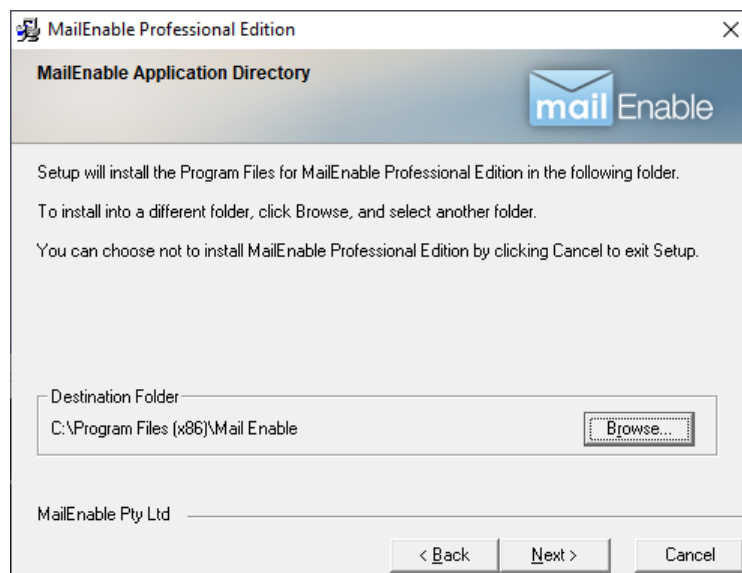 MailEnable Professional Edition
MailEnable Application Directory
mail Enable
Setup will install the Program Files for MailEnable Professional Edition in the following folder.
To install into a different folder, click Browse, and select another folder.
You can choose not to install MailEnable Professional Edition by clicking Cancel to exit Setup.
Destination Folder
C:\Program Files (x86)\Mail Enable
Browse...
MailEnable Pty Ltd
< Back
Next >
Cancel